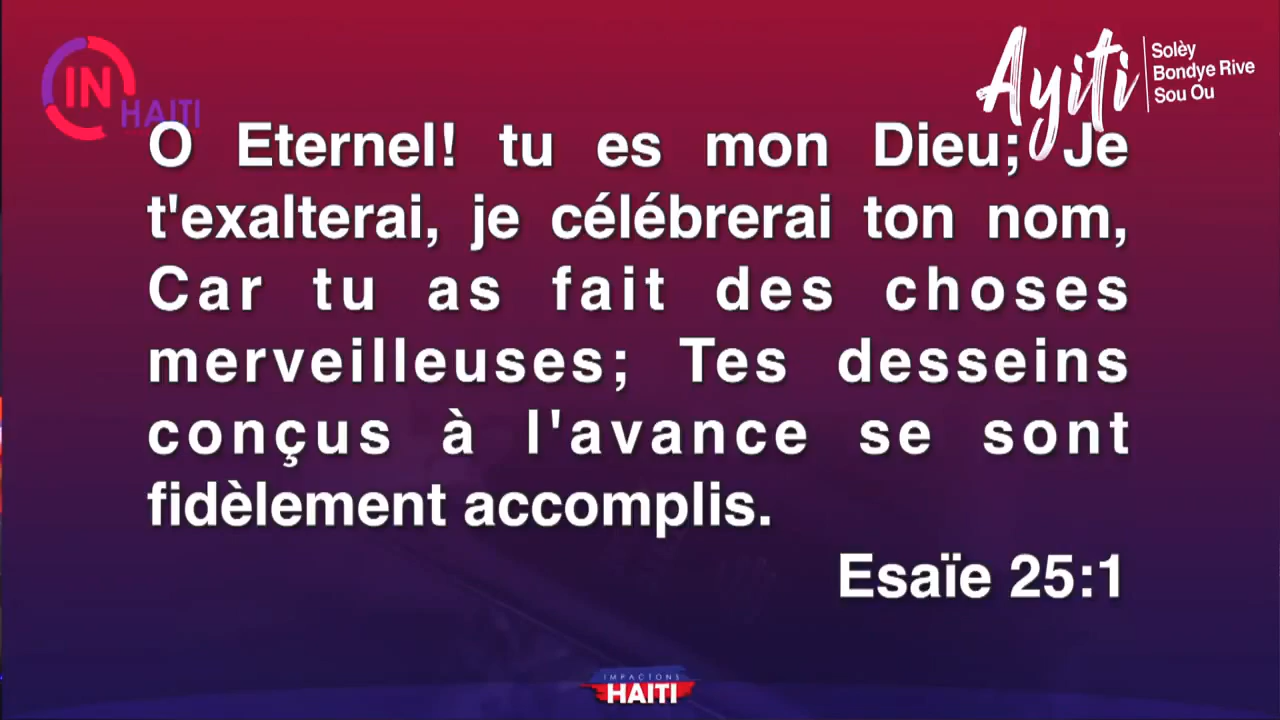 IN
HAITI
Ayiti
Solèy
Bondye Rive
Sou Ou
O Eternel! tu es mon Dieu; Je
t'exalterai, je célébrerai ton nom,
Car tu as fait des choses
merveilleuses; Tes desseins
conçus à l'avance se sont
fidèlement accomplis.
Esaïe 25:1
IMPACTONS
HAITI